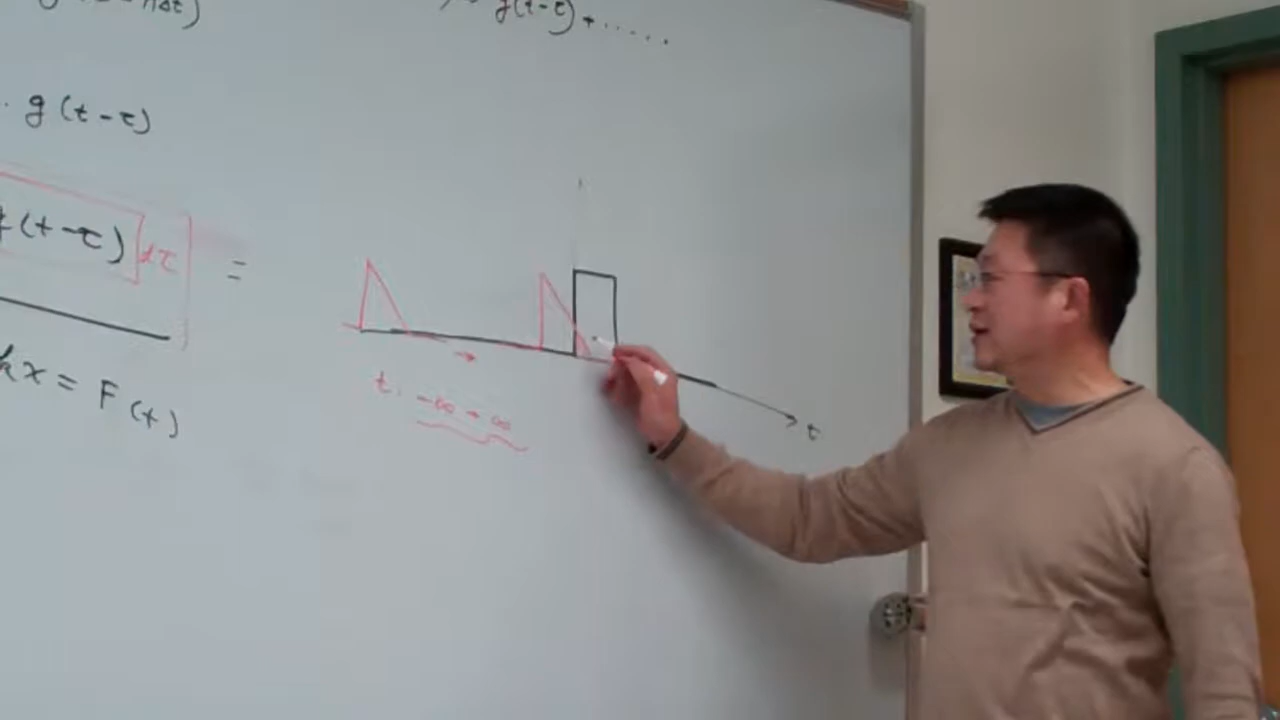 g(t-τ)+......
. g(t-τ)
(t-τ)]dτ =
t: -∞ → ∞
t
kx = F(t)